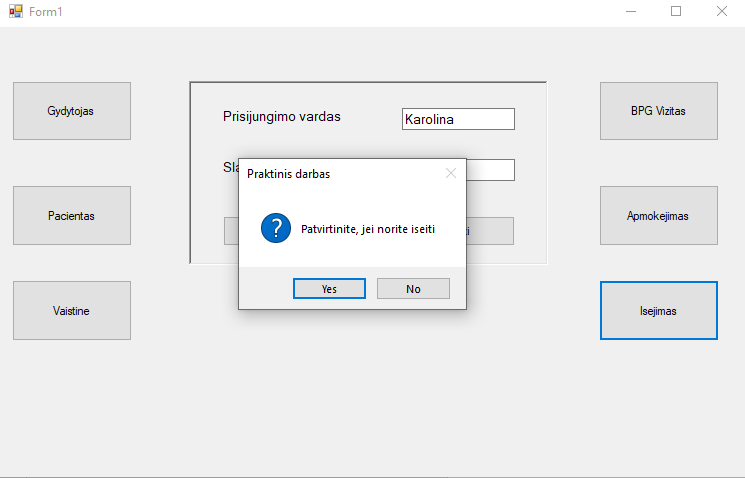 Form1
Gydytojas
Prisijungimo vardas
Karolina
BPG Vizitas
Praktinis darbas
Pacientas
Patvirtinite, jei norite iseiti
Apmokejimas
Yes
No
Vaistine
Isejimas